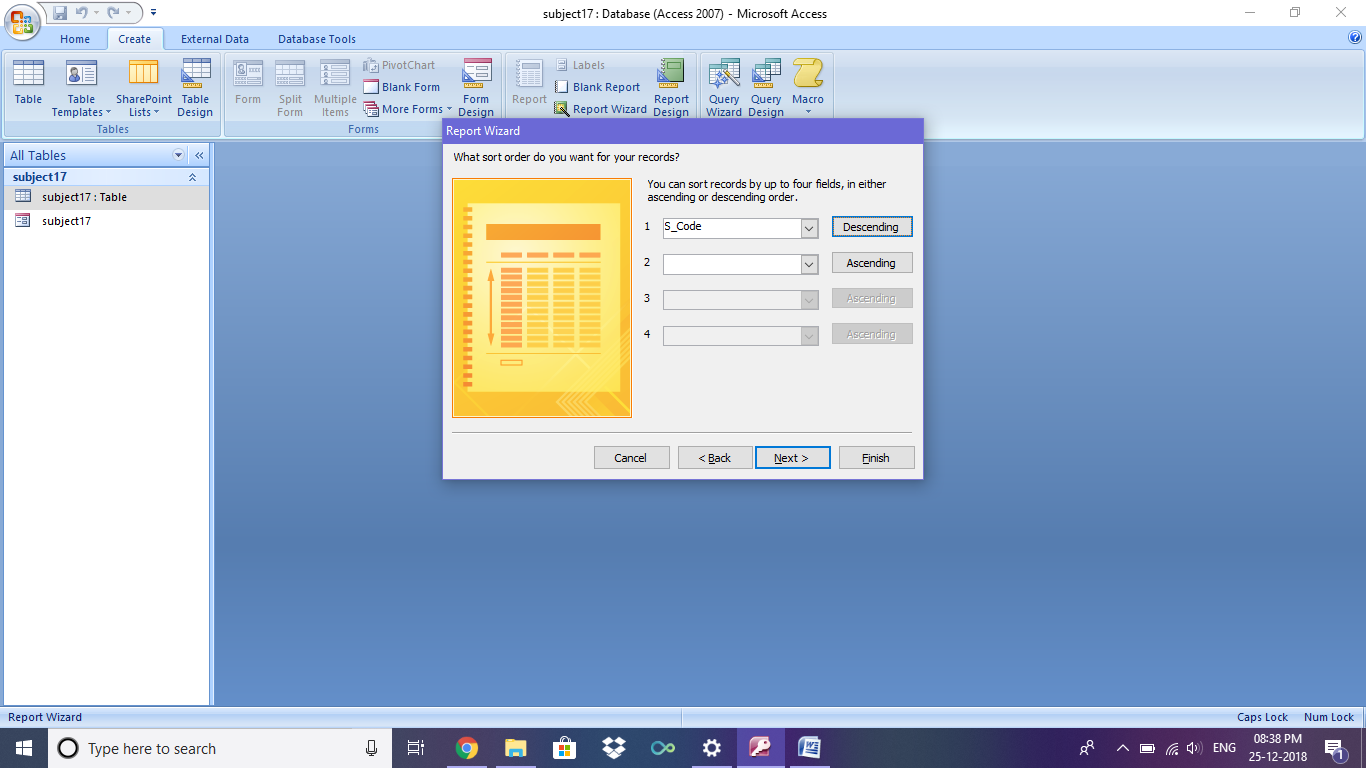 subject17 : Database (Access 2007) - Microsoft Access
Home Create External Data Database Tools
Table
Table
Templates
SharePoint
Lists
Table
Design
Tables
Form
Split
Form
Multiple
Items
PivotChart
Blank Form
More Forms
Form
Design
Forms
Report
Labels
Blank Report
Report Wizard
Report
Design
Query
Wizard
Query
Design
Macro
All Tables
subject17
subject17 : Table
subject17
Report Wizard
What sort order do you want for your records?
You can sort records by up to four fields, in either
ascending or descending order.
1 S_Code Descending
2 Ascending
3 Ascending
4 Ascending
Cancel < Back Next > Finish
Report Wizard Caps Lock Num Lock
Type here to search
ENG
08:38 PM
25-12-2018
1